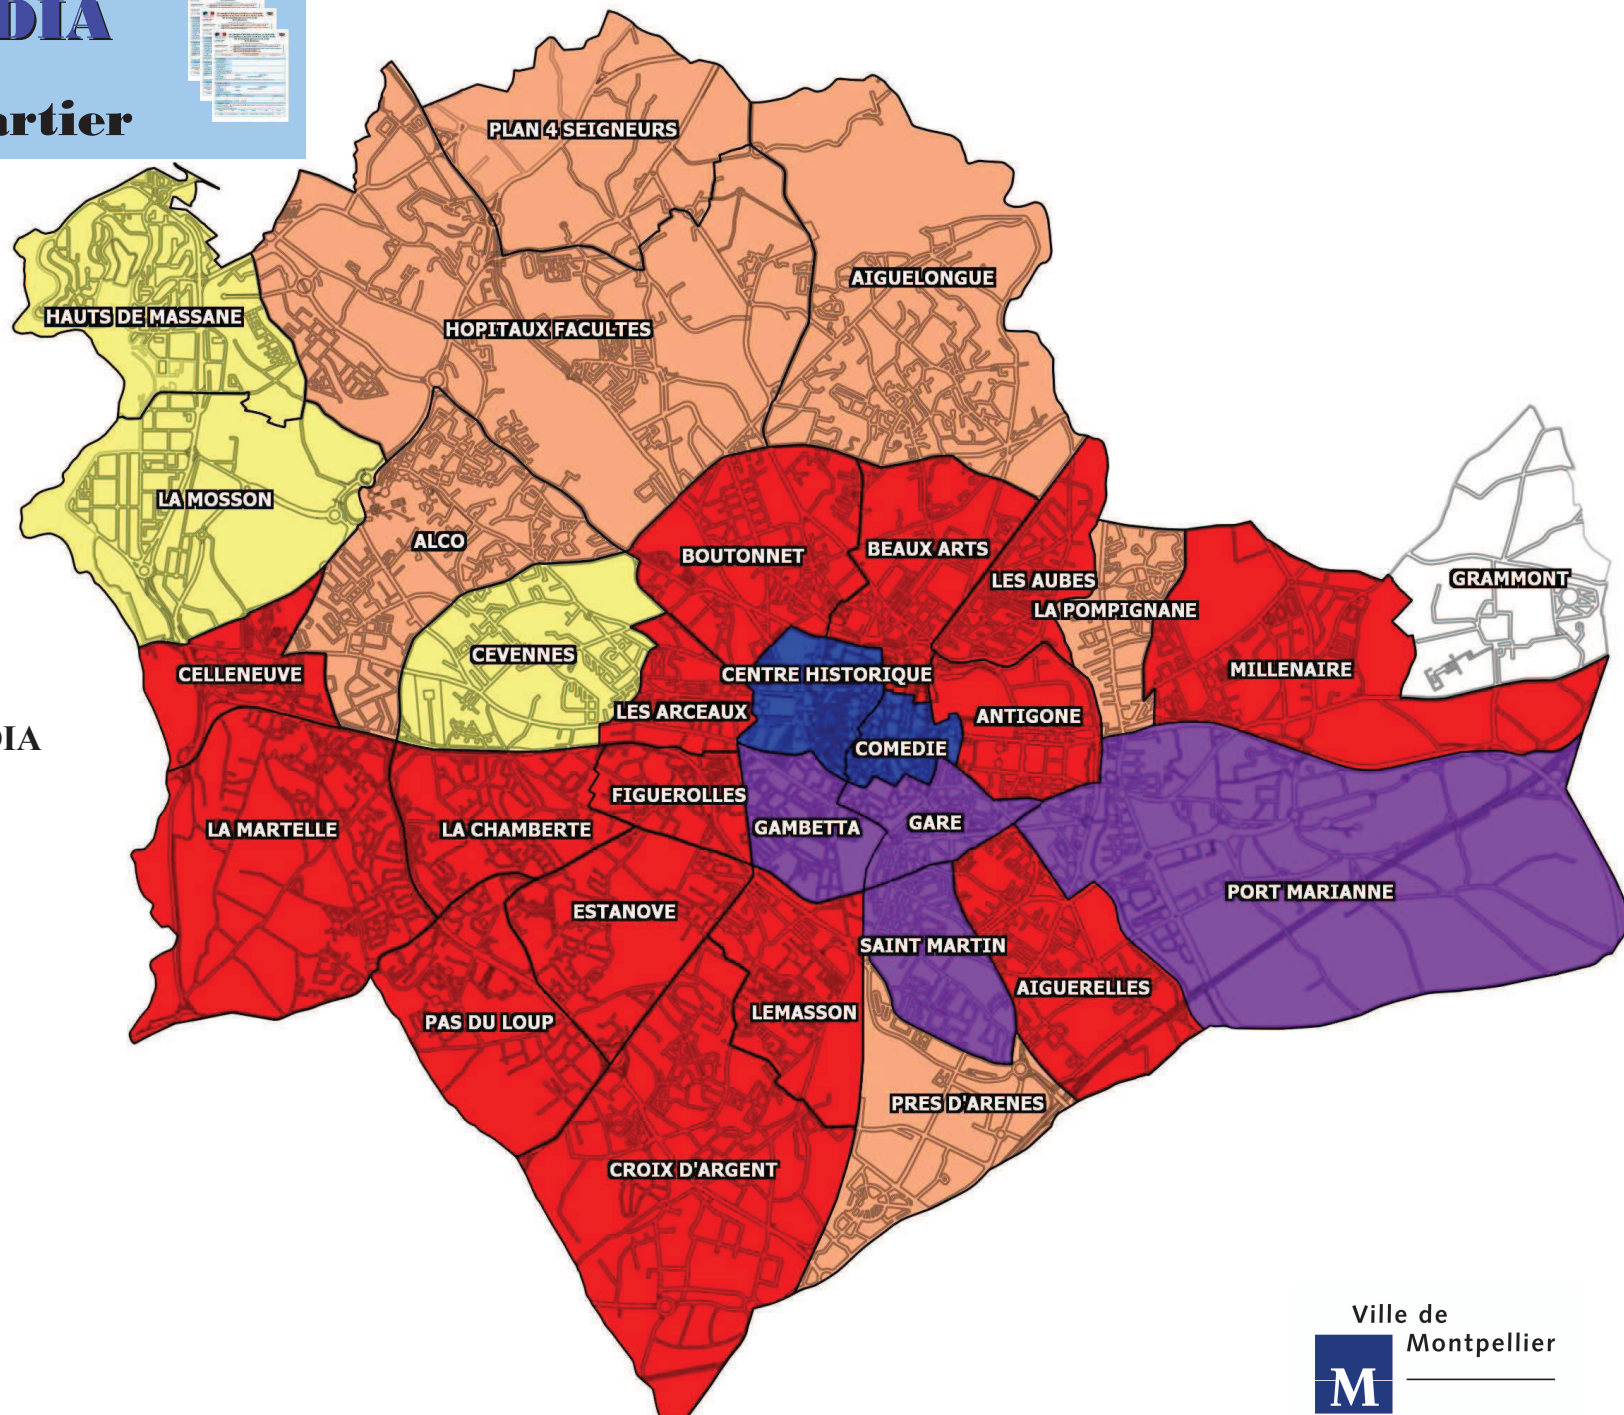 DIA
artier
PLAN 4 SEIGNEURS
AIGUELONGUE
HAUTS DE MASSANE
HOPITAUX FACULTES
LA MOSSON
ALCO
BOUTONNET
BEAUX ARTS
LES AUBES
GRAMMONT
LA POMPIGNANE
CEVENNES
MILLENAIRE
CELLENEUVE
CENTRE HISTORIQUE
LES ARCEAUX
ANTIGONE
DIA
COMEDIE
FIGUEROLLES
LA MARTELLE
LA CHAMBERTE
GAMBETTA
GARE
PORT MARIANNE
ESTANOVE
SAINT MARTIN
AIGUERELLES
LEMASSON
PAS DU LOUP
PRES D'ARENES
CROIX D'ARGENT
Ville de
Montpellier
M